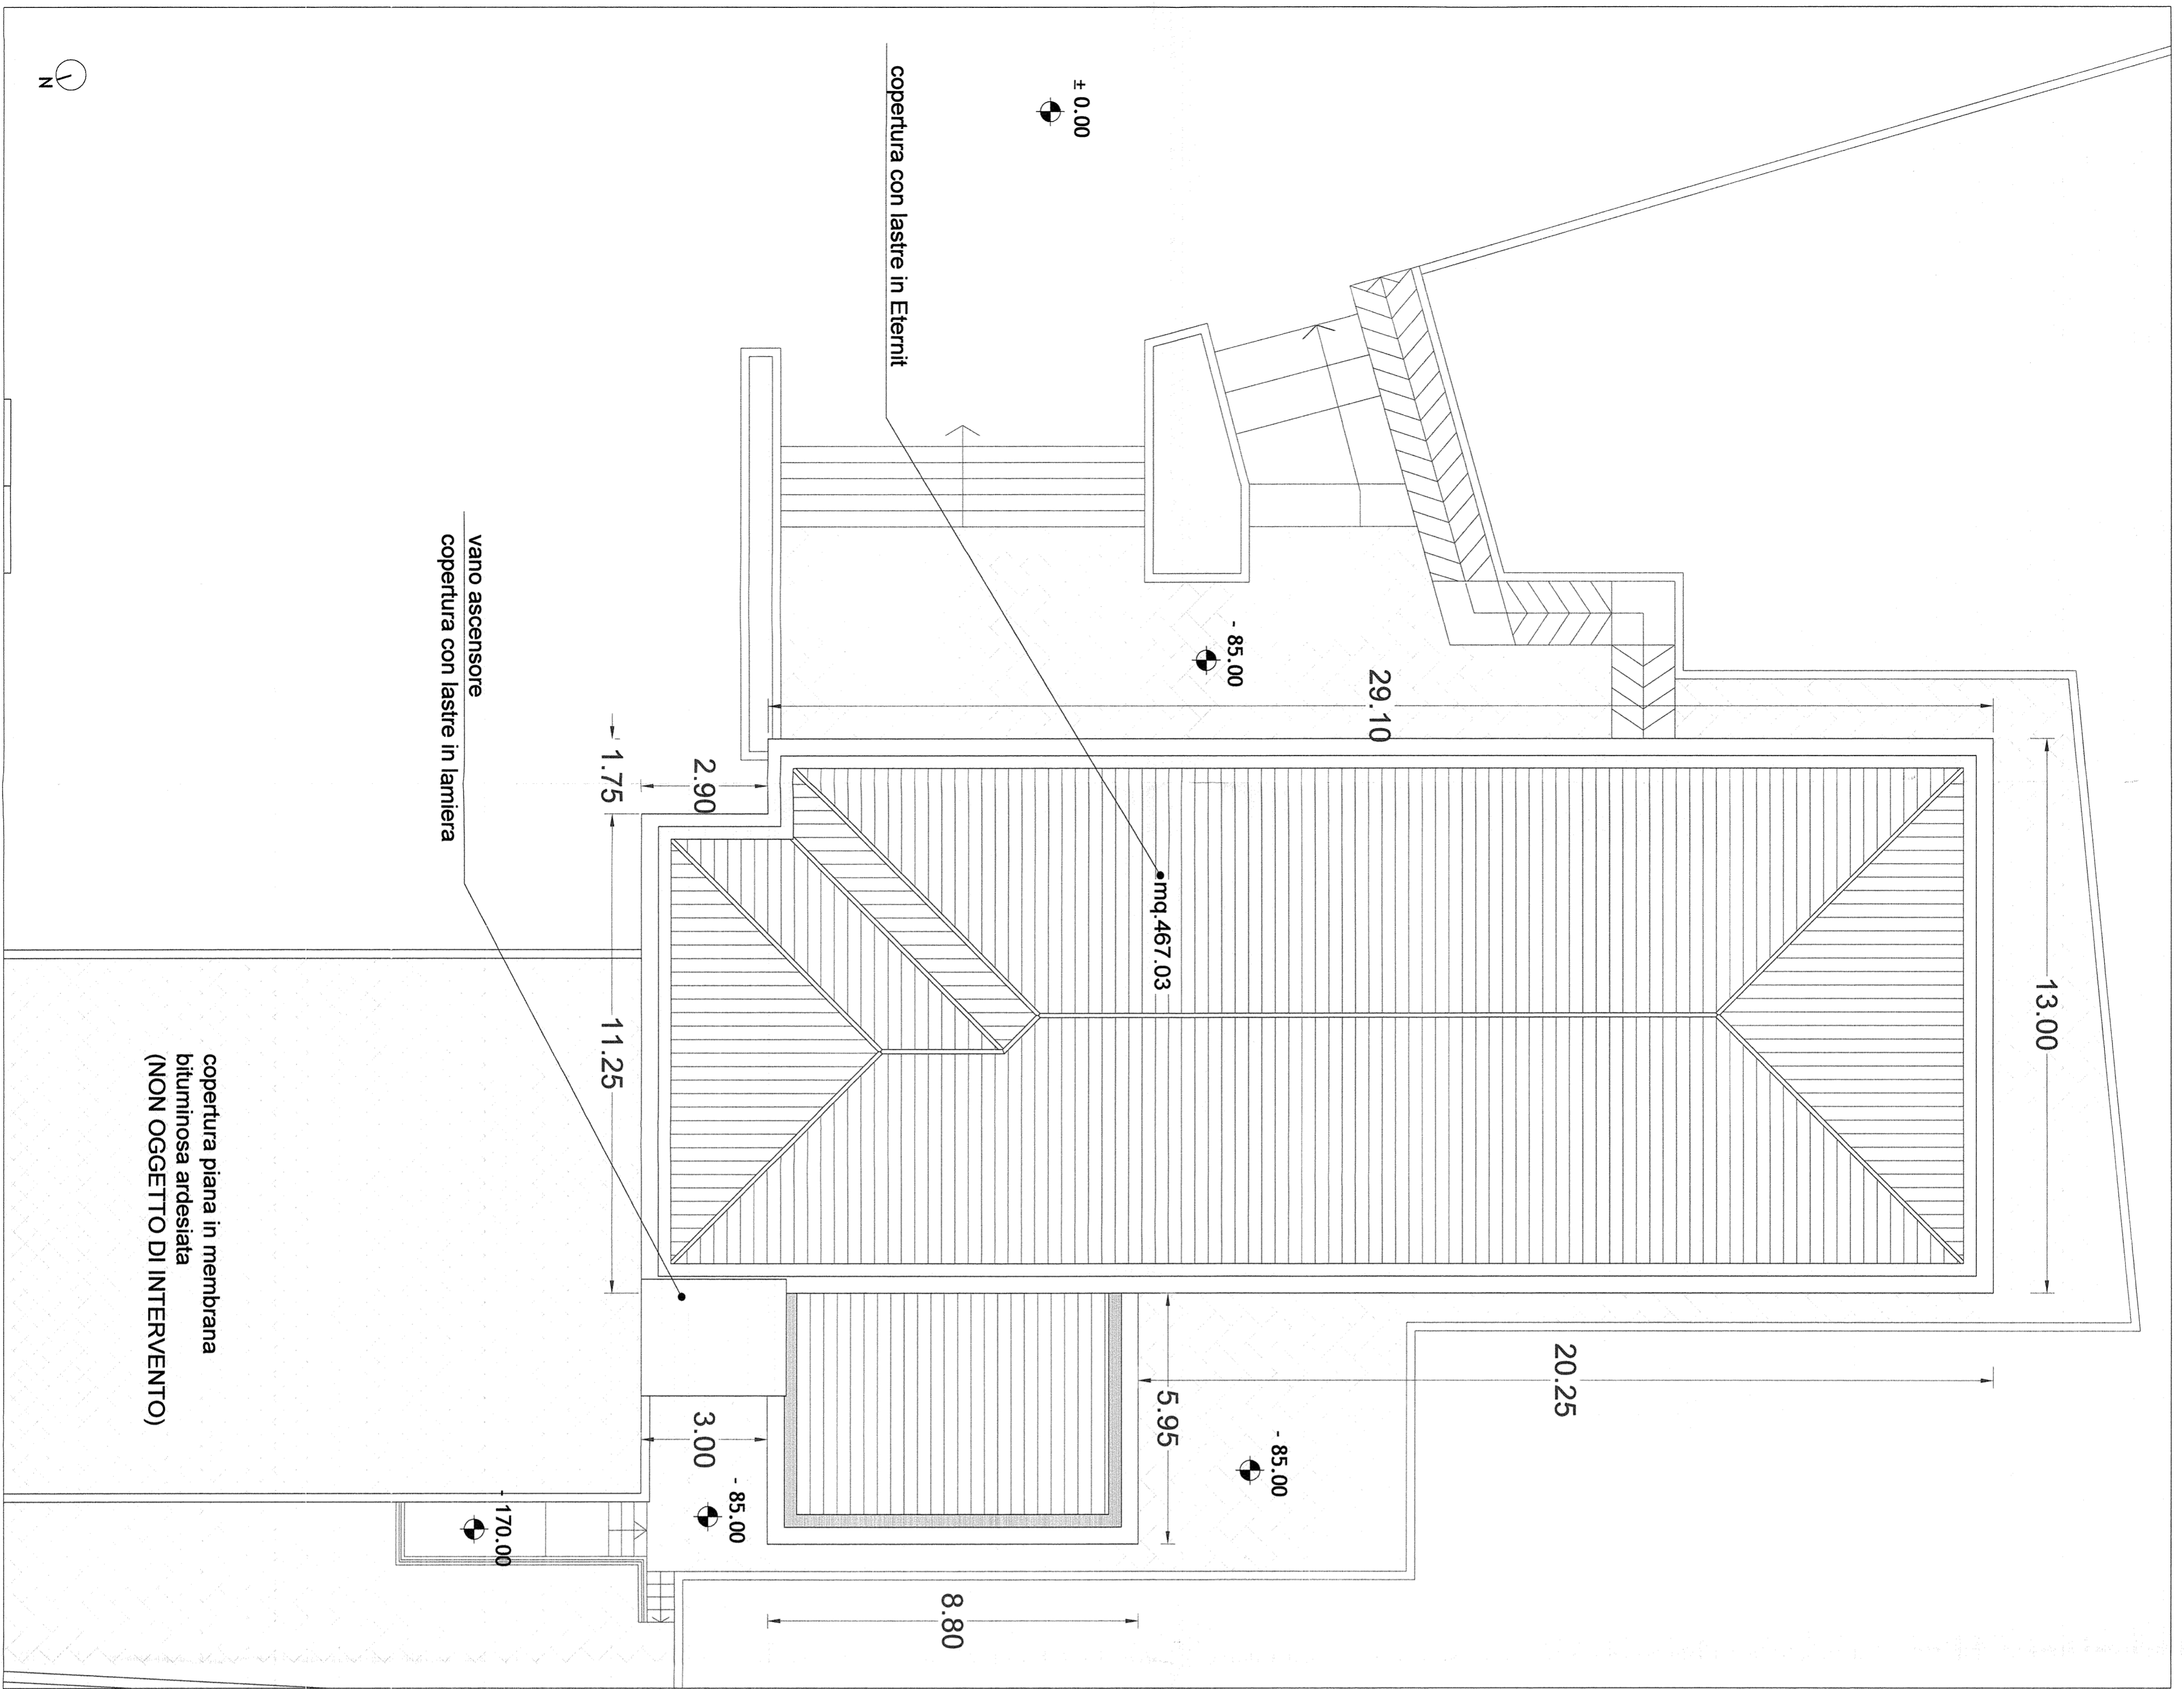 13.00
29.10
20.25
± 0.00
- 85.00
copertura con lastre in Eternit
mq.467.03
5.95
- 85.00
8.80
2.90
3.00
- 85.00
1.75
11.25
vano ascensore
copertura con lastre in lamiera
- 170.00
copertura piana in membrana
bituminosa ardesiata
(NON OGGETTO DI INTERVENTO)
N